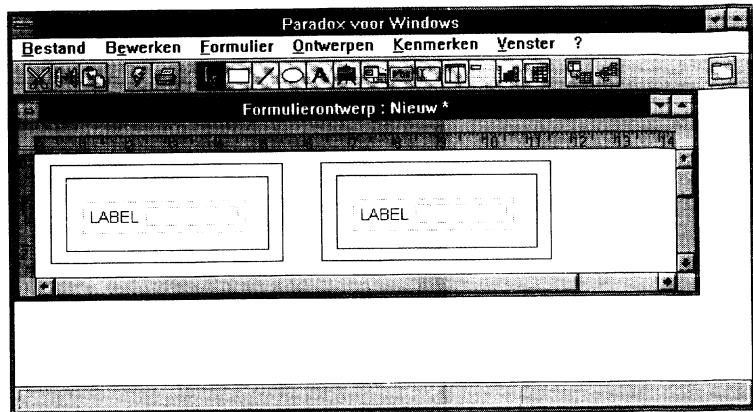 Paradox voor Windows
Bestand Bewerken Formulier Ontwerpen Kenmerken Venster ?
Formulierontwerp : Nieuw *
LABEL LABEL